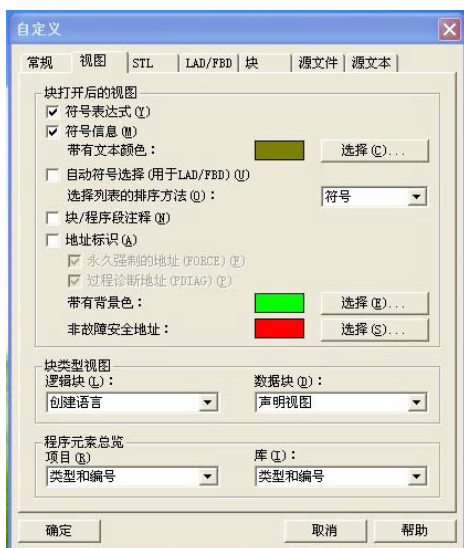 自定义
常规 视图 STL LAD/FBD 块 源文件 源文本
块打开后的视图
符号表达式(Y)
符号信息(M)
带有文本颜色： 选择(C)...
自动符号选择(用于LAD/FBD)(U)
选择列表的排序方法(O)： 符号
块/程序段注释(N)
地址标识(A)
永久强制的地址(FORCE)(F)
过程诊断地址(PDIAG)(P)
带有背景色： 选择(E)...
非故障安全地址： 选择(S)...
块类型视图
逻辑块(L)： 数据块(D)：
创建语言 声明视图
程序元素总览
项目(R) 库(I)：
类型和编号 类型和编号
确定 取消 帮助